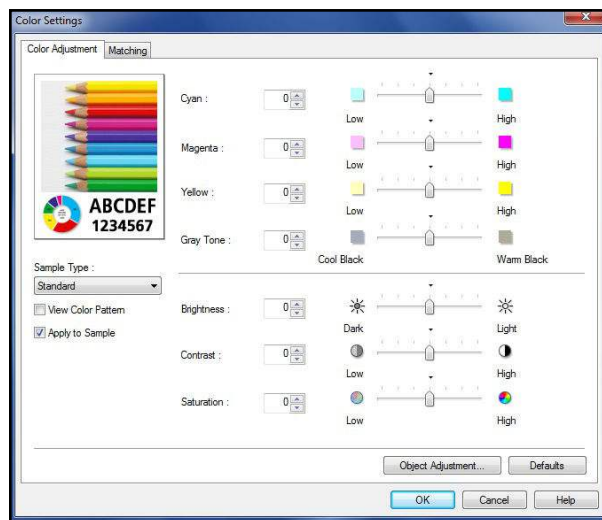 Color Settings
Color Adjustment Matching
Cyan : 0
Low High
Magenta : 0
Low High
Yellow : 0
Low High
Gray Tone : 0
Cool Black Warm Black
ABCDEF
1234567
Sample Type :
Standard
View Color Pattern
Apply to Sample
Brightness : 0
Dark Light
Contrast : 0
Low High
Saturation : 0
Low High
Object Adjustment... Defaults
OK Cancel Help